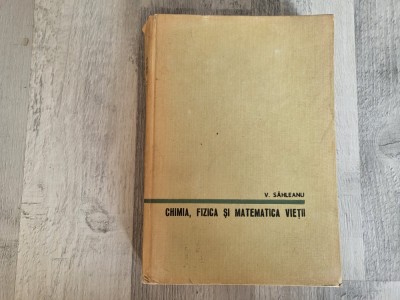 V. SĂHLEANU
CHIMIA, FIZICA ȘI MATEMATICA VIEȚII